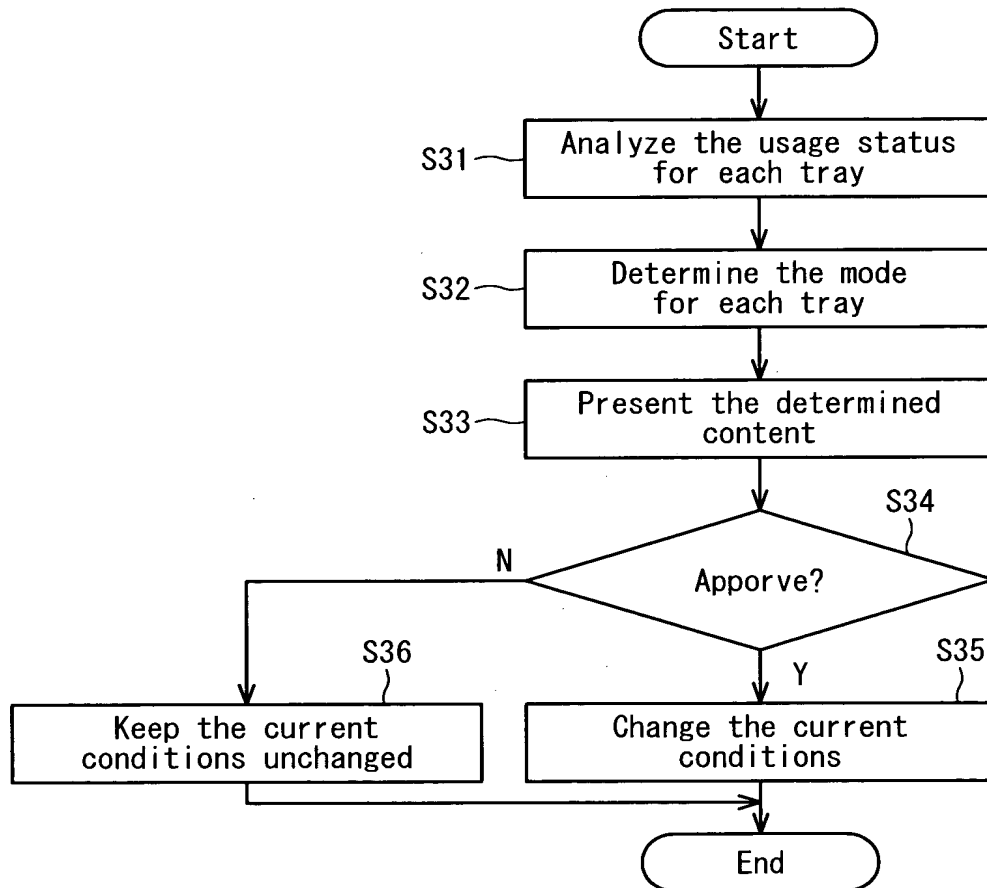 Start
S31
Analyze the usage status
for each tray
S32
Determine the mode
for each tray
S33
Present the determined
content
S34
N
Apporve?
Y
S36
S35
Keep the current
conditions unchanged
Change the current
conditions
End